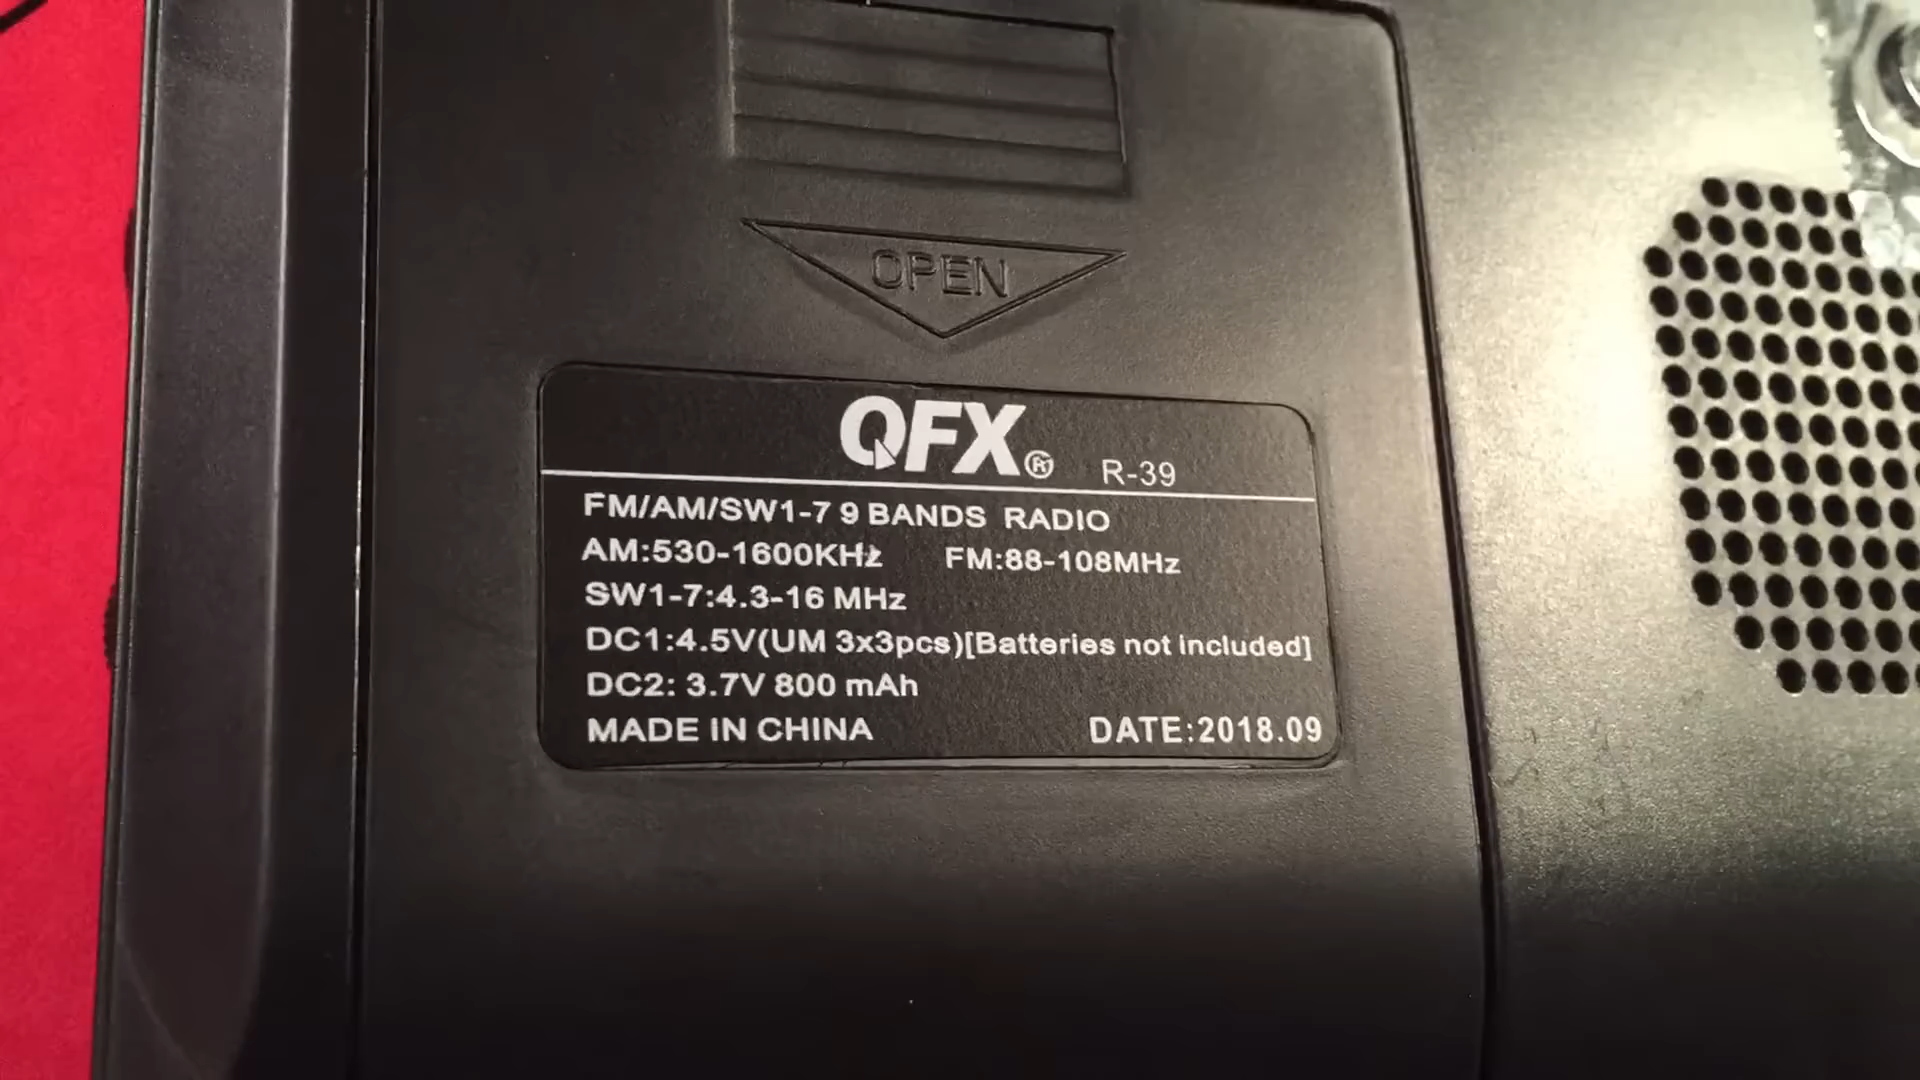 OPEN
QFX® R-39
FM/AM/SW1-7 9 BANDS RADIO
AM:530-1600KHz FM:88-108MHz
SW1-7:4.3-16 MHz
DC1:4.5V(UM 3x3pcs)[Batteries not included]
DC2: 3.7V 800 mAh
MADE IN CHINA DATE:2018.09